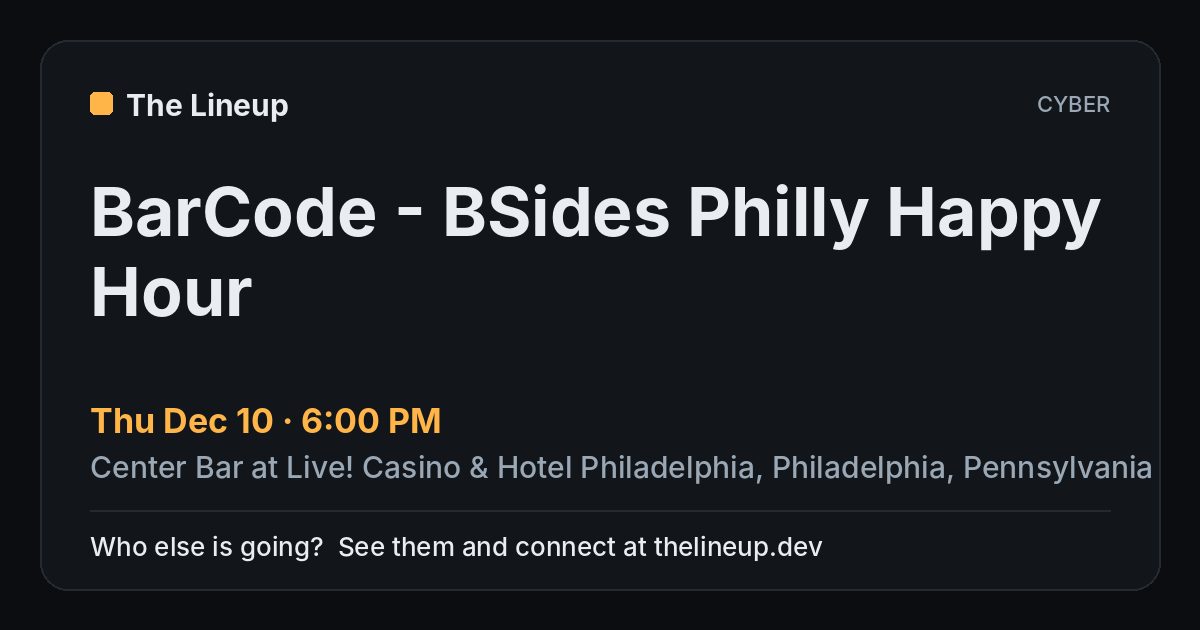 The Lineup
CYBER
BarCode - BSides Philly Happy
Hour
Thu Dec 10 · 6:00 PM
Center Bar at Live! Casino & Hotel Philadelphia, Philadelphia, Pennsylvania
Who else is going? See them and connect at thelineup.dev